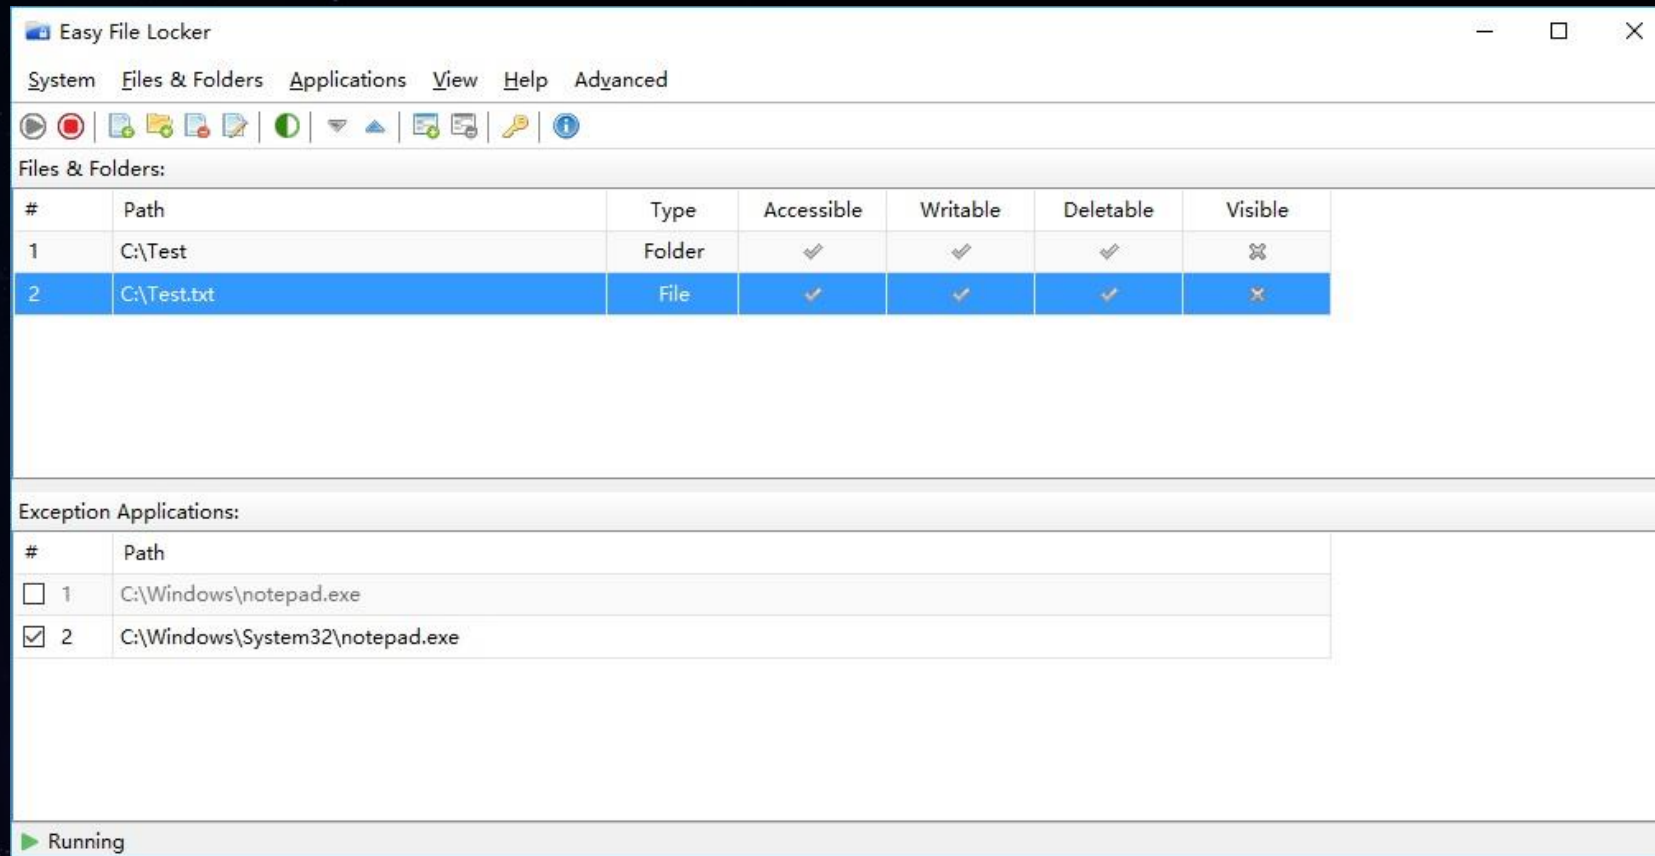 Easy File Locker
System Files & Folders Applications View Help Advanced
Files & Folders:
# Path Type Accessible Writable Deletable Visible
1 C:\Test Folder
2 C:\Test.txt File
Exception Applications:
# Path
1 C:\Windows\notepad.exe
2 C:\Windows\System32\notepad.exe
Running